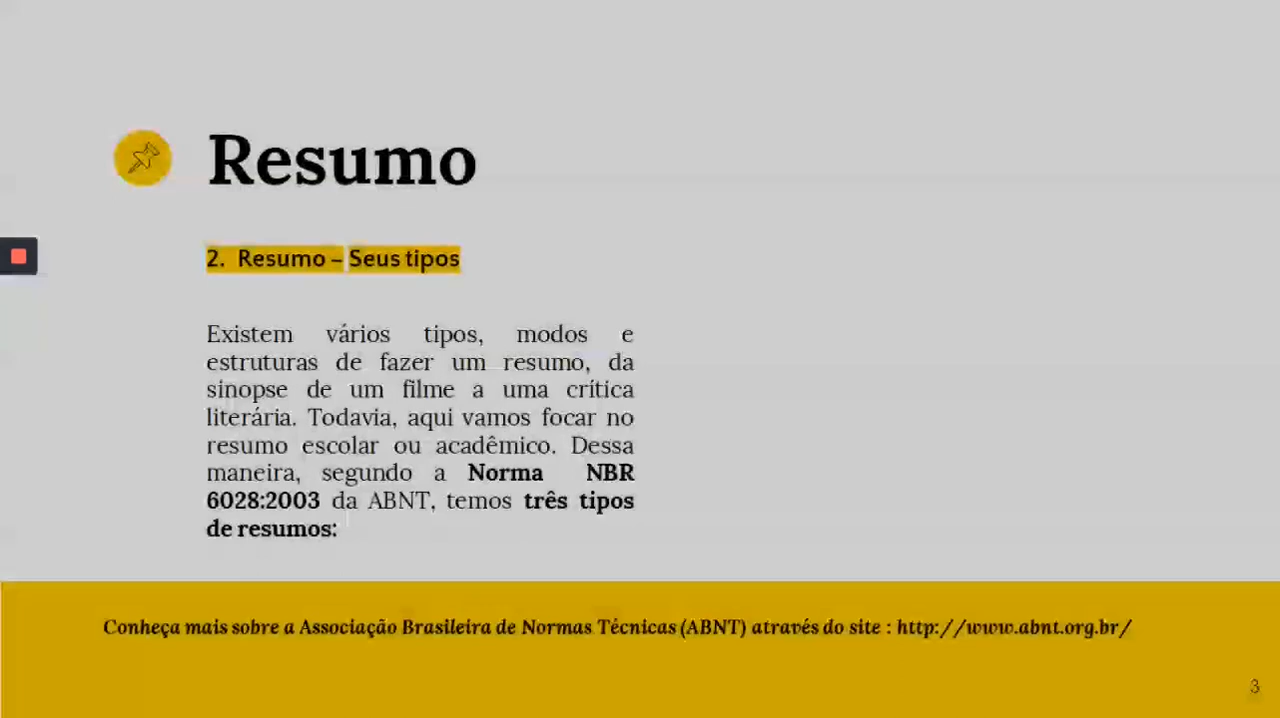 Resumo
2. Resumo – Seus tipos
Existem vários tipos, modos e
estruturas de fazer um resumo, da
sinopse de um filme a uma crítica
literária. Todavia, aqui vamos focar no
resumo escolar ou acadêmico. Dessa
maneira, segundo a Norma NBR
6028:2003 da ABNT, temos três tipos
de resumos:
Conheça mais sobre a Associação Brasileira de Normas Técnicas (ABNT) através do site : http://www.abnt.org.br/
3